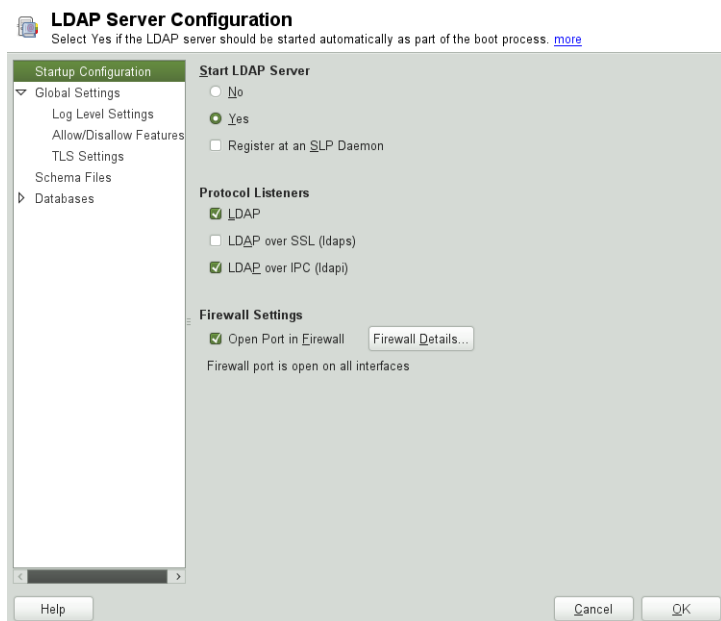 LDAP Server Configuration
Select Yes if the LDAP server should be started automatically as part of the boot process. more
Startup Configuration
Global Settings
Log Level Settings
Allow/Disallow Features
TLS Settings
Schema Files
Databases
Start LDAP Server
No
Yes
Register at an SLP Daemon
Protocol Listeners
LDAP
LDAP over SSL (ldaps)
LDAP over IPC (ldapi)
Firewall Settings
Open Port in Firewall Firewall Details...
Firewall port is open on all interfaces
Help Cancel OK